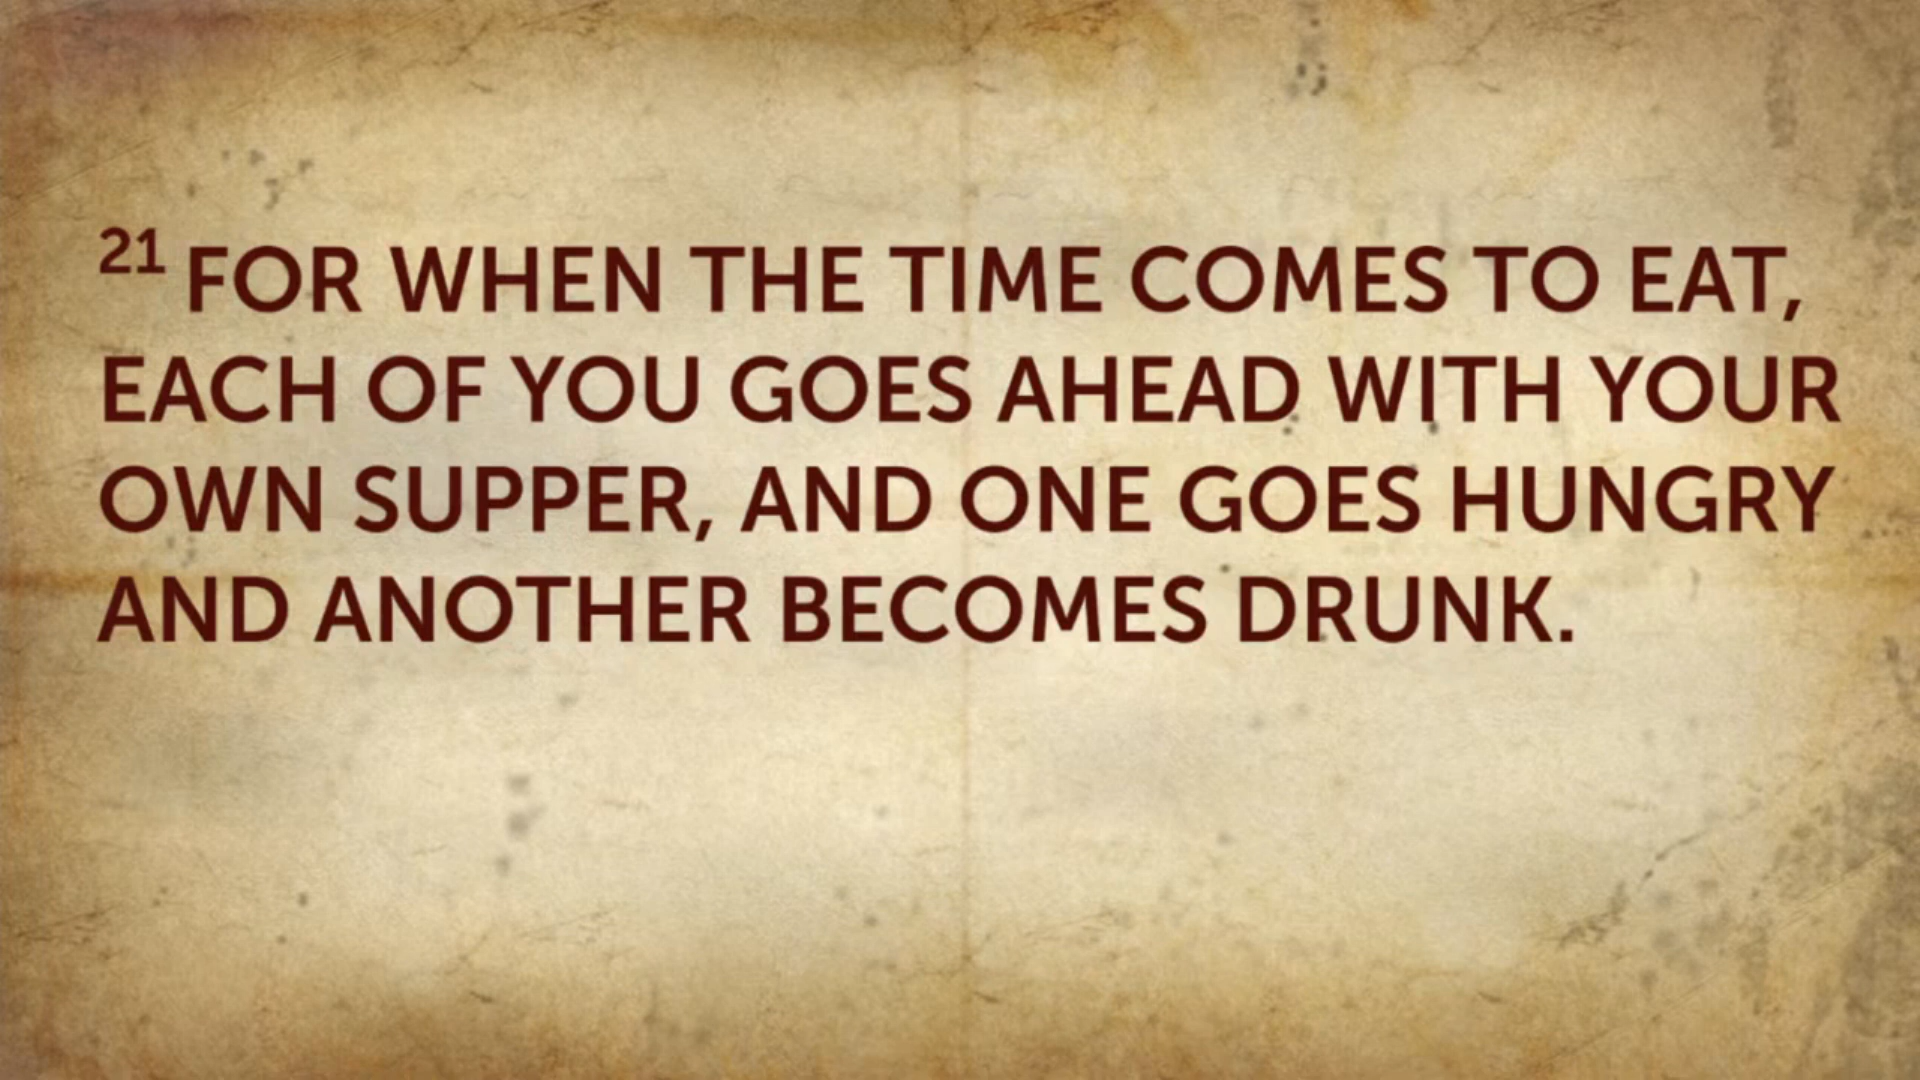 21 FOR WHEN THE TIME COMES TO EAT,
EACH OF YOU GOES AHEAD WITH YOUR
OWN SUPPER, AND ONE GOES HUNGRY
AND ANOTHER BECOMES DRUNK.